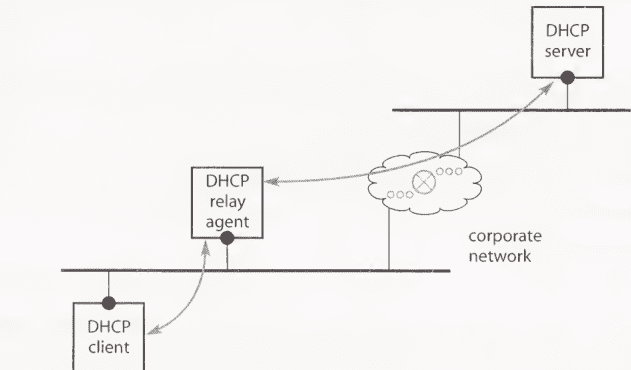 DHCP
server
DHCP
relay
agent
corporate
network
DHCP
client